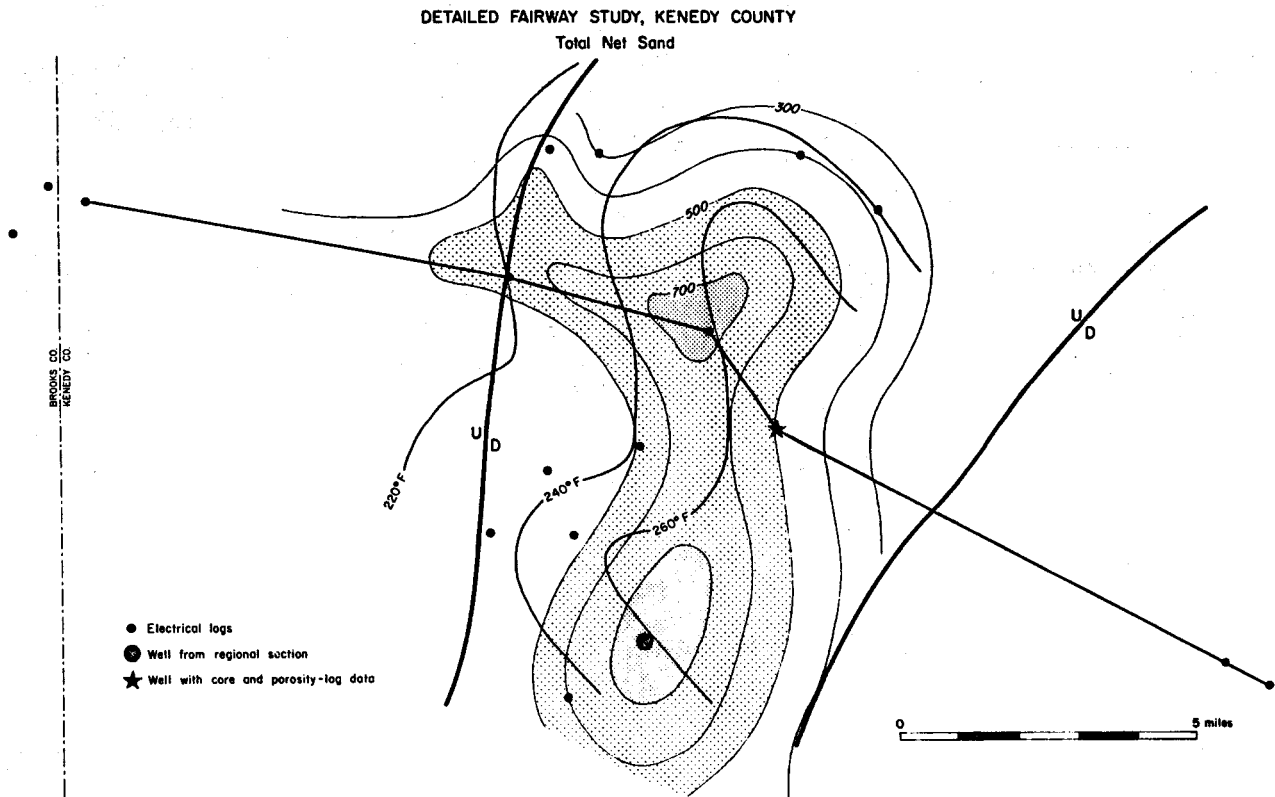 DETAILED FAIRWAY STUDY, KENEDY COUNTY
Total Net Sand
300
500
700
U
D
BROOKS CO.
KENEDY CO.
U
D
220°F
240°F
260°F
Electrical logs
Well from regional section
Well with core and porosity-log data
0
5 miles